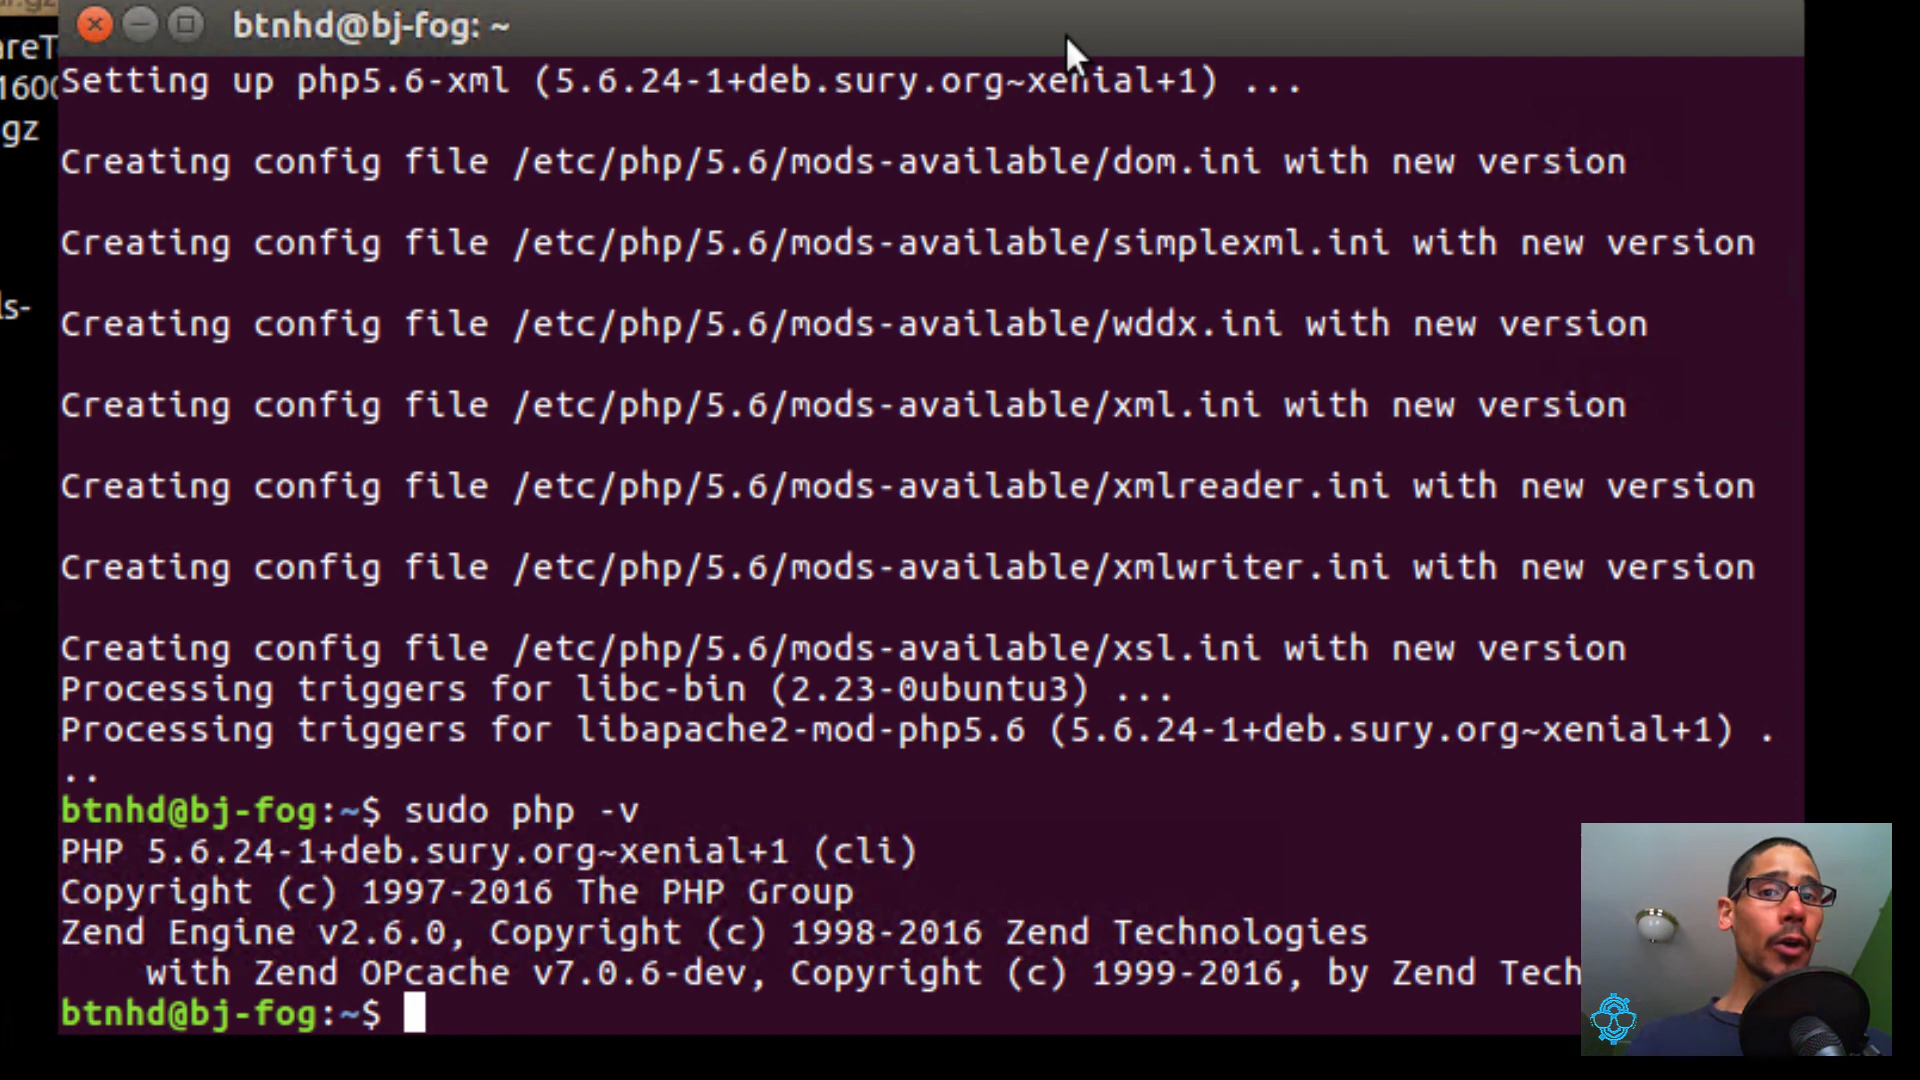 ar.gz
btnhd@bj-fog: ~
areT
1600
gz
ls-
Setting up php5.6-xml (5.6.24-1+deb.sury.org~xenial+1) ...
Creating config file /etc/php/5.6/mods-available/dom.ini with new version
Creating config file /etc/php/5.6/mods-available/simplexml.ini with new version
Creating config file /etc/php/5.6/mods-available/wddx.ini with new version
Creating config file /etc/php/5.6/mods-available/xml.ini with new version
Creating config file /etc/php/5.6/mods-available/xmlreader.ini with new version
Creating config file /etc/php/5.6/mods-available/xmlwriter.ini with new version
Creating config file /etc/php/5.6/mods-available/xsl.ini with new version
Processing triggers for libc-bin (2.23-0ubuntu3) ...
Processing triggers for libapache2-mod-php5.6 (5.6.24-1+deb.sury.org~xenial+1) .
..
btnhd@bj-fog:~$ sudo php -v
PHP 5.6.24-1+deb.sury.org~xenial+1 (cli)
Copyright (c) 1997-2016 The PHP Group
Zend Engine v2.6.0, Copyright (c) 1998-2016 Zend Technologies
    with Zend OPcache v7.0.6-dev, Copyright (c) 1999-2016, by Zend Tech
btnhd@bj-fog:~$